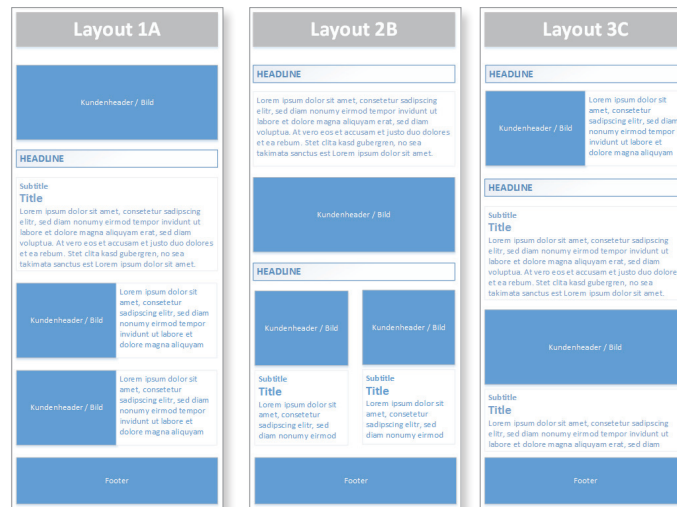 Layout 1A
Kundenheader / Bild
HEADLINE
Subtitle
Title
Lorem ipsum dolor sit amet, consetetur sadipscing
elitr, sed diam nonumy eirmod tempor invidunt ut
labore et dolore magna aliquyam erat, sed diam
voluptua. At vero eos et accusam et justo duo dolores
et ea rebum. Stet clita kasd gubergren, no sea
takimata sanctus est Lorem ipsum dolor sit amet.
Kundenheader / Bild
Lorem ipsum dolor sit
amet, consetetur
sadipscing elitr, sed diam
nonumy eirmod tempor
invidunt ut labore et
dolore magna aliquyam
Kundenheader / Bild
Lorem ipsum dolor sit
amet, consetetur
sadipscing elitr, sed diam
nonumy eirmod tempor
invidunt ut labore et
dolore magna aliquyam
Footer
Layout 2B
HEADLINE
Lorem ipsum dolor sit amet, consetetur sadipscing
elitr, sed diam nonumy eirmod tempor invidunt ut
labore et dolore magna aliquyam erat, sed diam
voluptua. At vero eos et accusam et justo duo dolores
et ea rebum. Stet clita kasd gubergren, no sea
takimata sanctus est Lorem ipsum dolor sit amet.
Kundenheader / Bild
HEADLINE
Kundenheader / Bild
Subtitle
Title
Lorem ipsum dolor sit
amet, consetetur
sadipscing elitr, sed
diam nonumy eirmod
Kundenheader / Bild
Subtitle
Title
Lorem ipsum dolor sit
amet, consetetur
sadipscing elitr, sed
diam nonumy eirmod
Footer
Layout 3C
HEADLINE
Kundenheader / Bild
Lorem ipsum dolor sit
amet, consetetur
sadipscing elitr, sed diam
nonumy eirmod tempor
invidunt ut labore et
dolore magna aliquyam
HEADLINE
Subtitle
Title
Lorem ipsum dolor sit amet, consetetur sadipscing
elitr, sed diam nonumy eirmod tempor invidunt ut
labore et dolore magna aliquyam erat, sed diam
voluptua. At vero eos et accusam et justo duo dolore
et ea rebum. Stet clita kasd gubergren, no sea
takimata sanctus est Lorem ipsum dolor sit amet.
Kundenheader / Bild
Subtitle
Title
Lorem ipsum dolor sit amet, consetetur sadipscing
elitr, sed diam nonumy eirmod tempor invidunt ut
labore et dolore magna aliquyam erat, sed diam
Footer